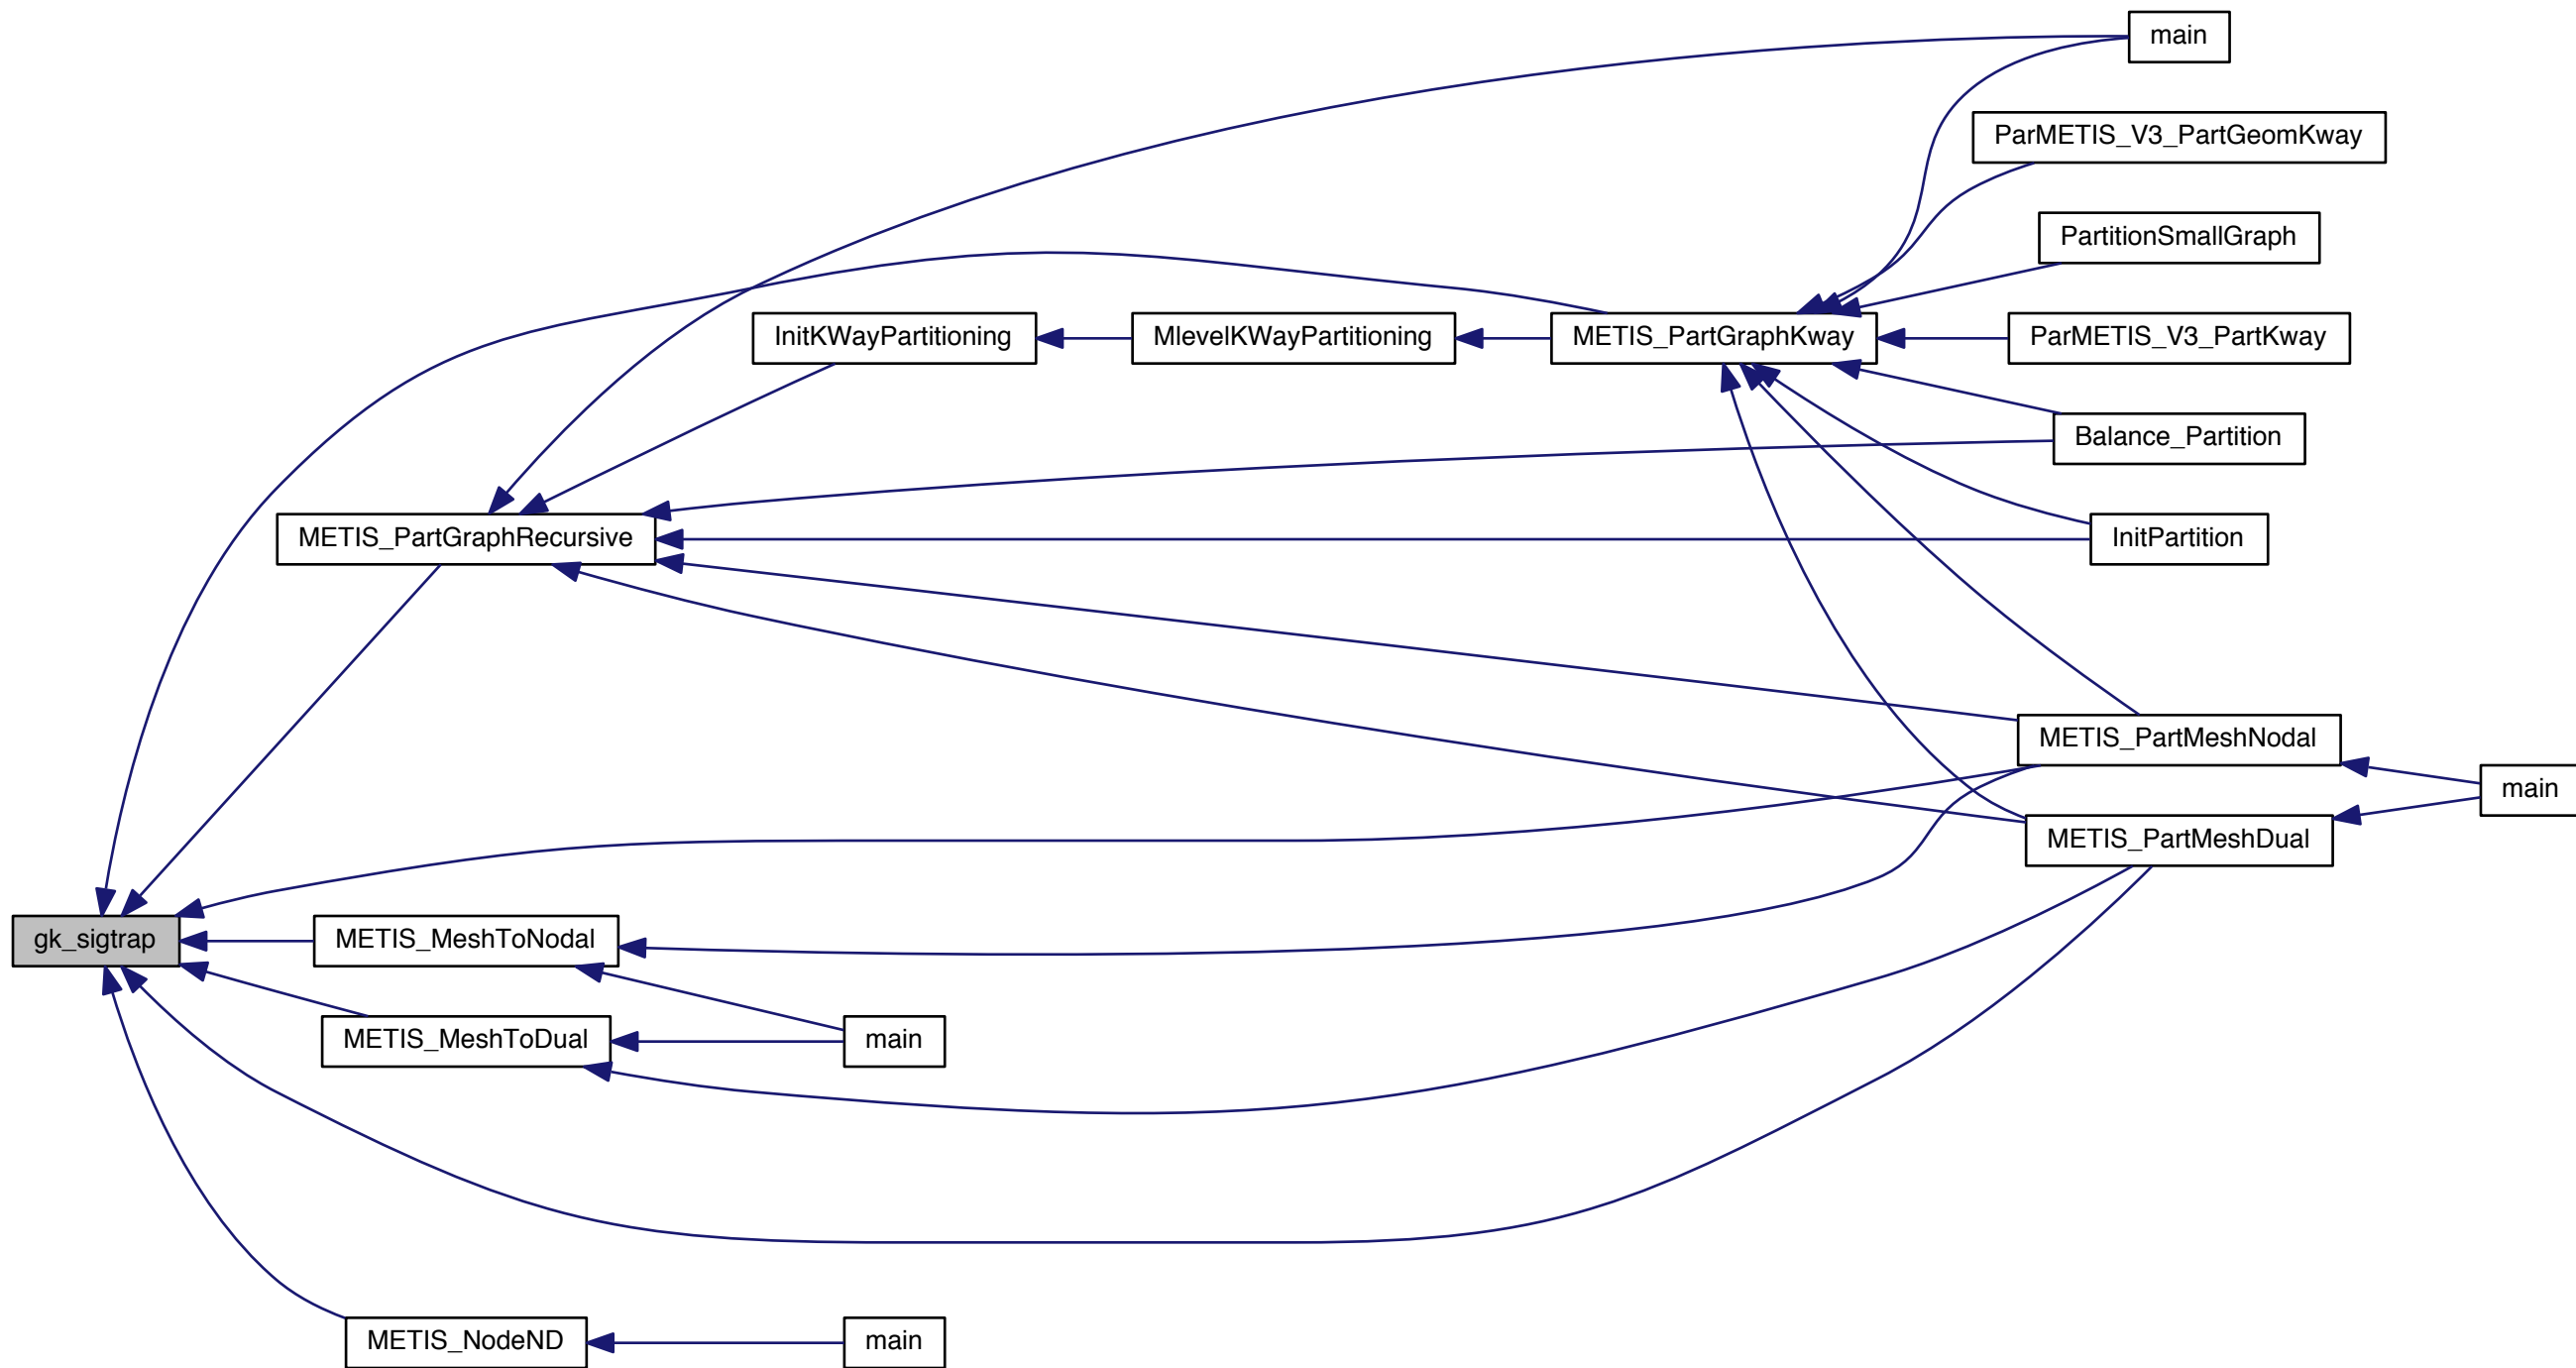 main
ParMETIS_V3_PartGeomKway
PartitionSmallGraph
InitKWayPartitioning
MlevelKWayPartitioning
METIS_PartGraphKway
ParMETIS_V3_PartKway
Balance_Partition
METIS_PartGraphRecursive
InitPartition
METIS_PartMeshNodal
main
METIS_PartMeshDual
gk_sigtrap
METIS_MeshToNodal
METIS_MeshToDual
main
METIS_NodeND
main